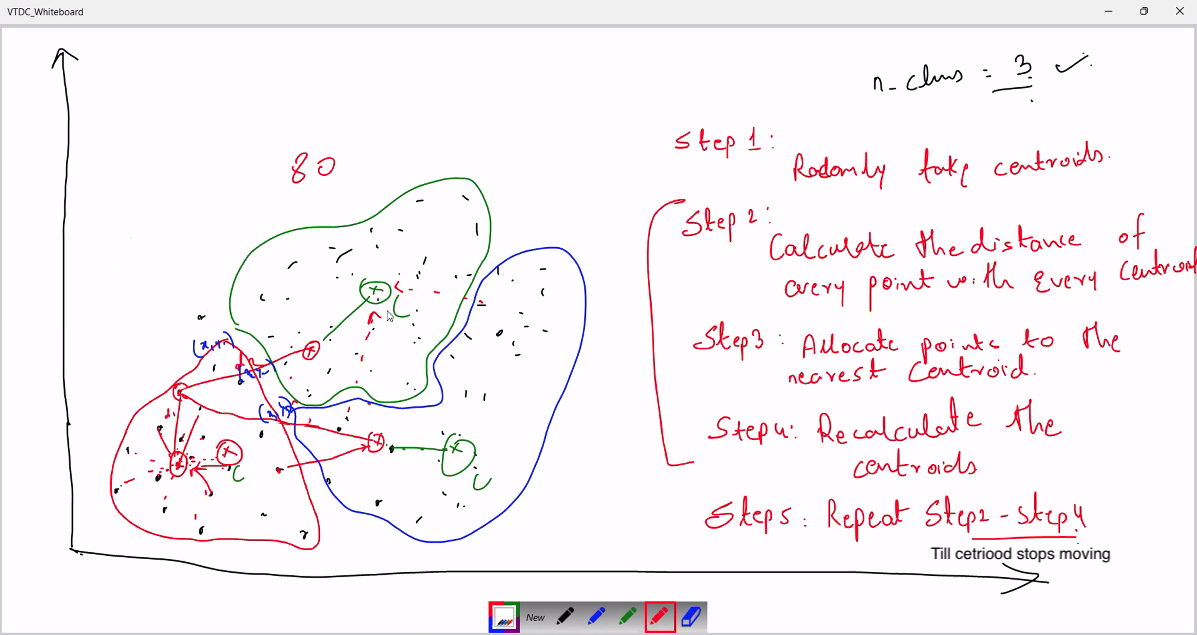 VTDC_Whiteboard
n_clus = 3 ✓
80
Step 1:
Radomly take centroids.
Step 2:
Calculate the distance of
every point with Every Centroid
Step3: Allocate points to the
nearest Centroid.
Step4: Recalculate the
centroids
Step5: Repeat Step2-Step4
Till cetriood stops moving
New